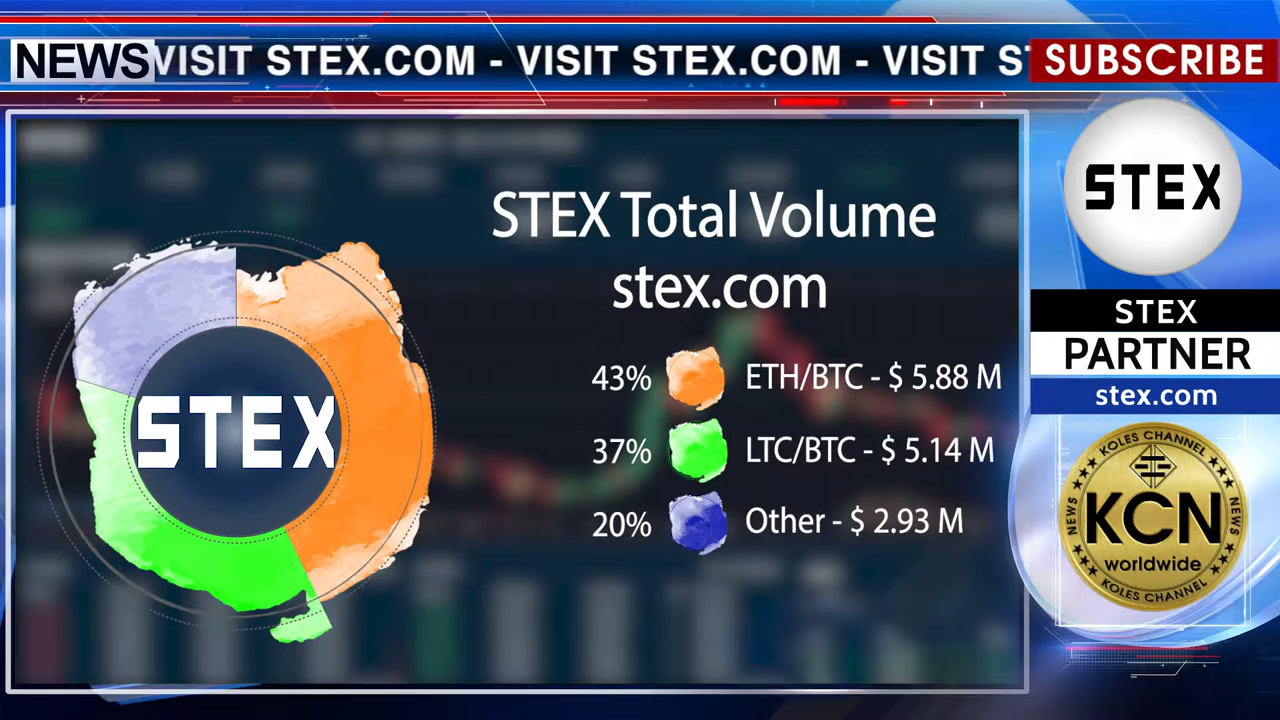 NEWS
VISIT STEX.COM - VISIT STEX.COM - VISIT S
SUBSCRIBE
STEX Total Volume
stex.com
43% ETH/BTC - $ 5.88 M
37% LTC/BTC - $ 5.14 M
20% Other - $ 2.93 M
STEX
STEX
STEX
PARTNER
stex.com
KOLES CHANNEL
NEWS
KCN
NEWS
worldwide
KOLES CHANNEL